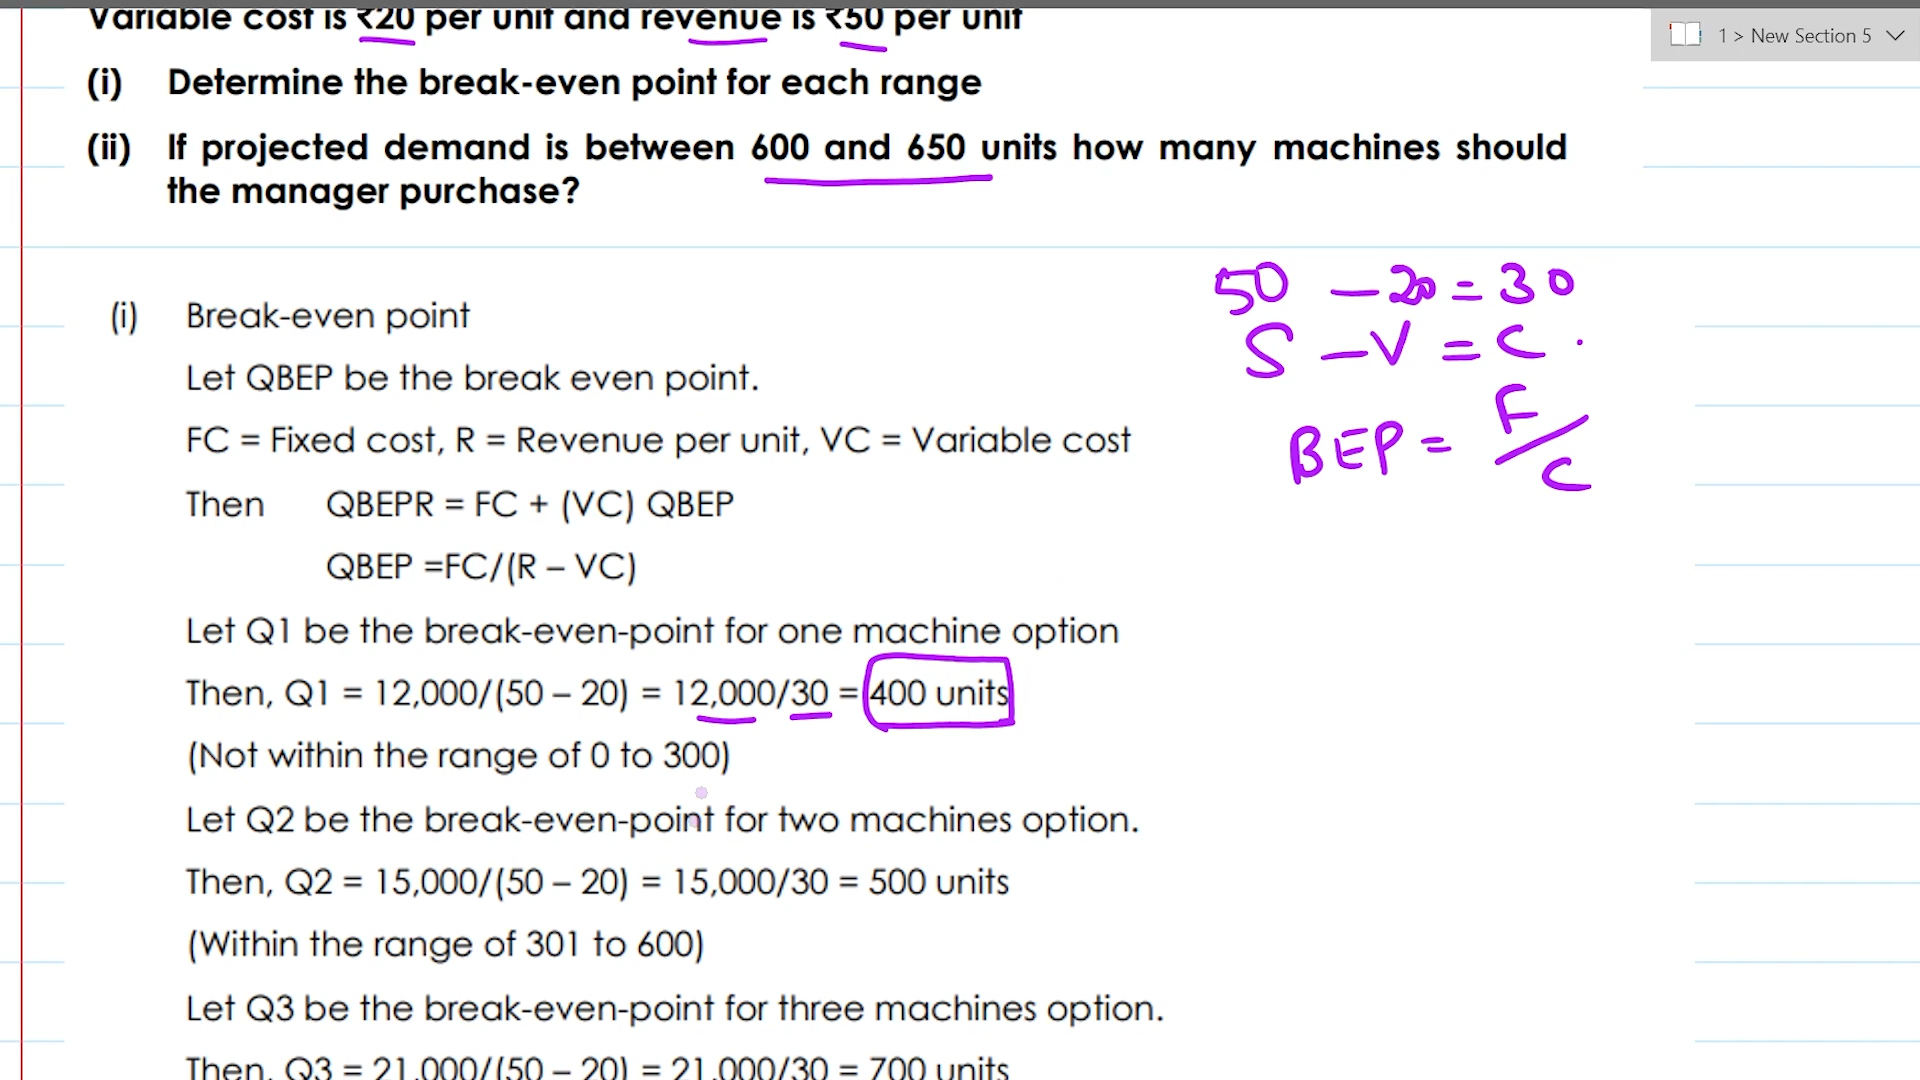 Variable cost is ₹20 per unit and revenue is ₹50 per unit
1 > New Section 5
(i) Determine the break-even point for each range
(ii) If projected demand is between 600 and 650 units how many machines should
the manager purchase?
50 – 20 = 30
S – V = C .
BEP = F/C
(i) Break-even point
Let QBEP be the break even point.
FC = Fixed cost, R = Revenue per unit, VC = Variable cost
Then QBEPR = FC + (VC) QBEP
QBEP =FC/(R – VC)
Let Q1 be the break-even-point for one machine option
Then, Q1 = 12,000/(50 – 20) = 12,000/30 = 400 units
(Not within the range of 0 to 300)
Let Q2 be the break-even-point for two machines option.
Then, Q2 = 15,000/(50 – 20) = 15,000/30 = 500 units
(Within the range of 301 to 600)
Let Q3 be the break-even-point for three machines option.
Then, Q3 = 21,000/(50 – 20) = 21,000/30 = 700 units